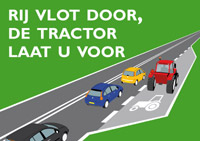 RIJ VLOT DOOR,
DE TRACTOR
LAAT U VOOR